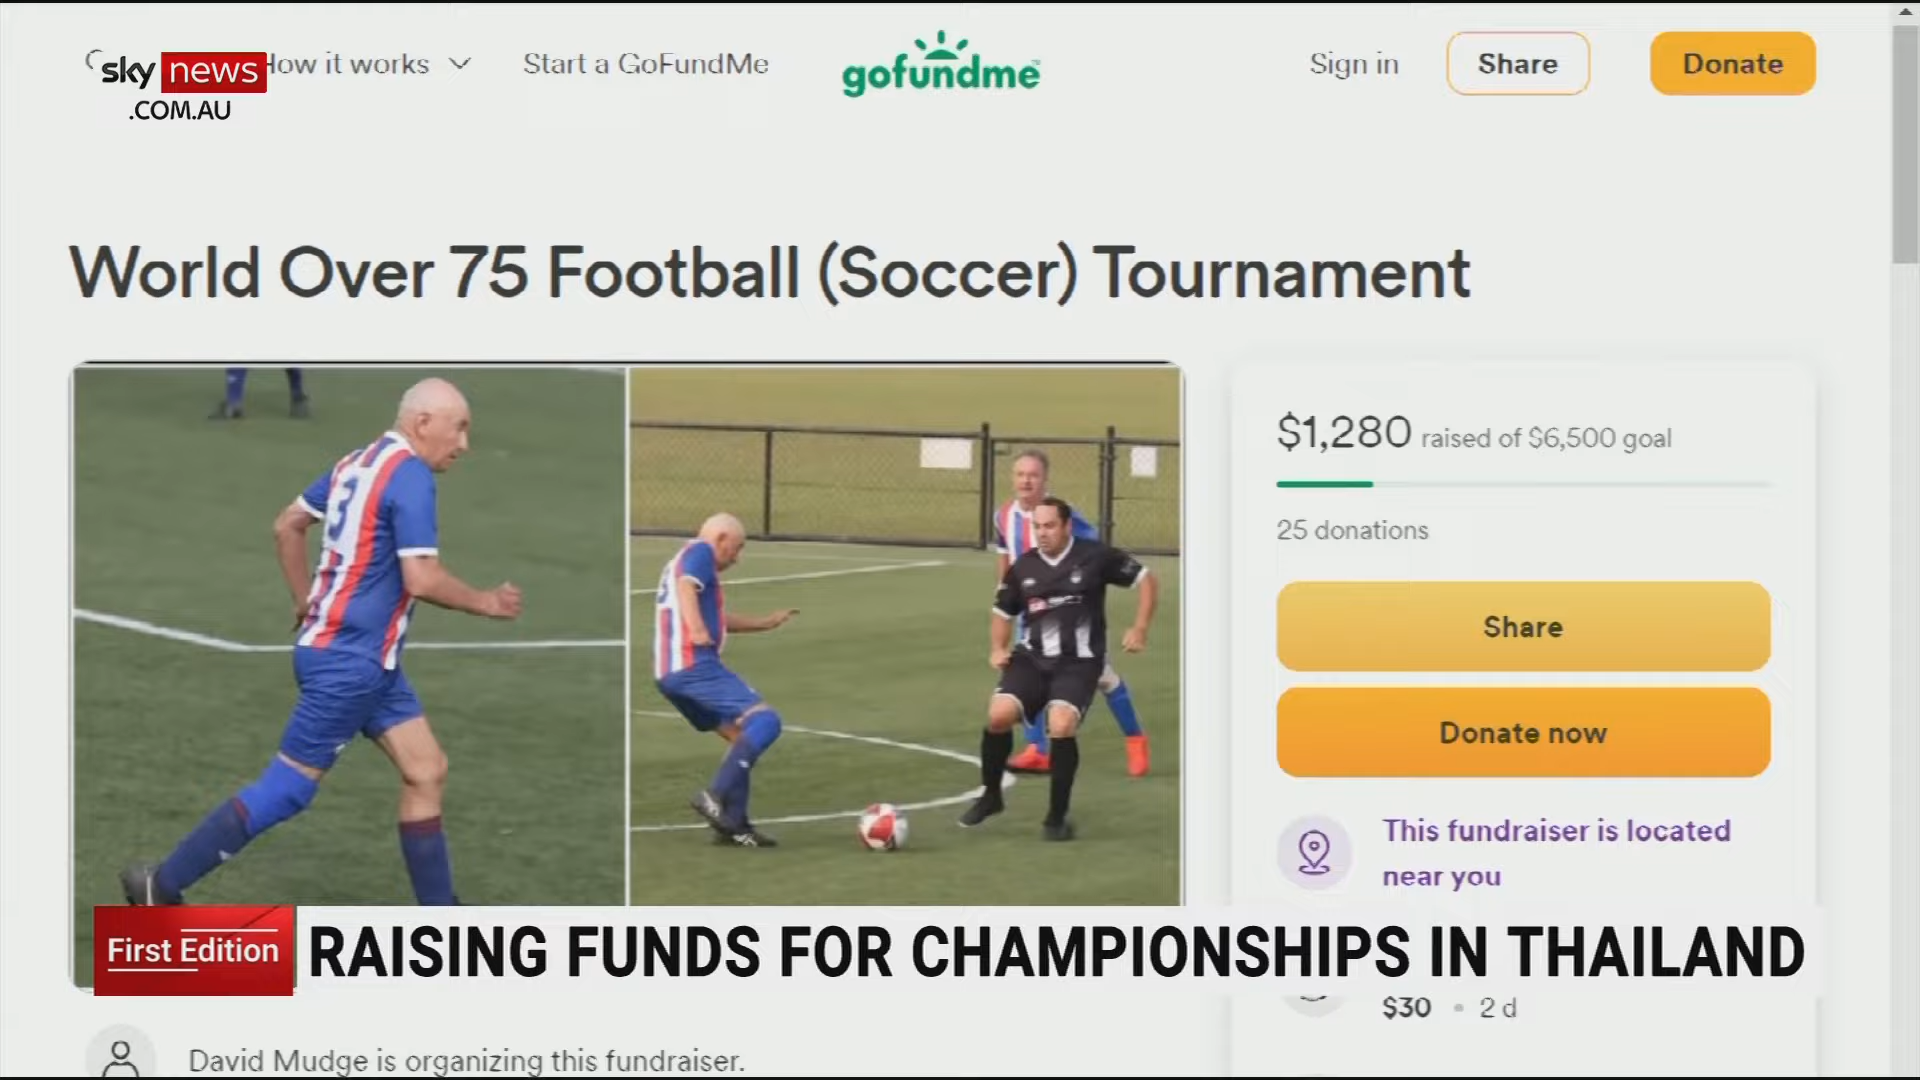 sky news
.COM.AU
How it works
Start a GoFundMe
gofundme
Sign in
Share
Donate
World Over 75 Football (Soccer) Tournament
3
$1,280 raised of $6,500 goal
25 donations
Share
Donate now
This fundraiser is located
near you
First Edition
RAISING FUNDS FOR CHAMPIONSHIPS IN THAILAND
$30 • 2 d
David Mudge is organizing this fundraiser.